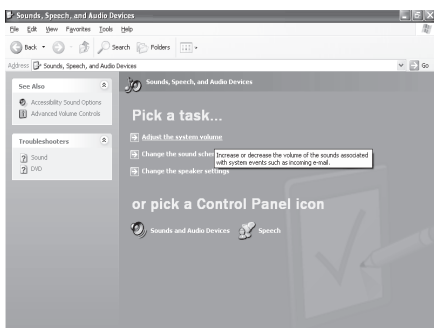 Sounds, Speech, and Audio Devices
File Edit View Favorites Tools Help
Back Search Folders
Address Sounds, Speech, and Audio Devices Go
See Also
Accessibility Sound Options
Advanced Volume Controls
Troubleshooters
Sound
DVD
Sounds, Speech, and Audio Devices
Pick a task...
Adjust the system volume
Change the sound scheme
Increase or decrease the volume of the sounds associated
with system events such as incoming e-mail.
Change the speaker settings
or pick a Control Panel icon
Sounds and Audio Devices Speech